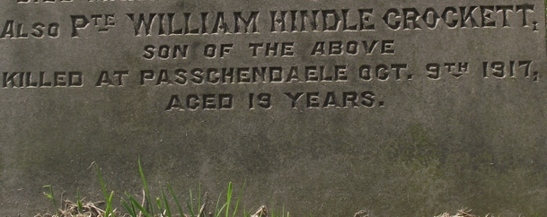 ALSO PTE WILLIAM HINDLE CROCKETT,
SON OF THE ABOVE
KILLED AT PASSCHENDAELE OCT. 9TH 1917,
AGED 19 YEARS.